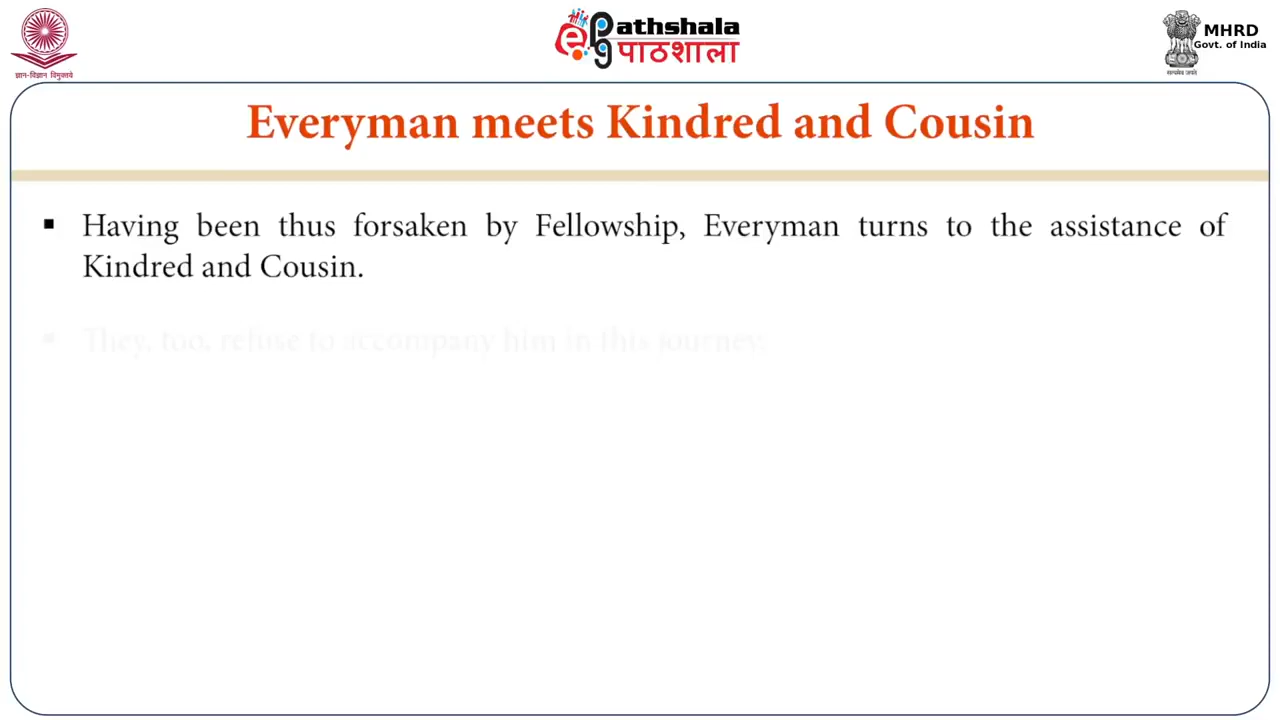 ज्ञान-विज्ञान विमुक्तये
ePathshala
पाठशाला
MHRD
Govt. of India
सत्यमेव जयते
Everyman meets Kindred and Cousin
▪ Having been thus forsaken by Fellowship, Everyman turns to the assistance of
Kindred and Cousin.
▪ They, too, refuse to accompany him in this journey.